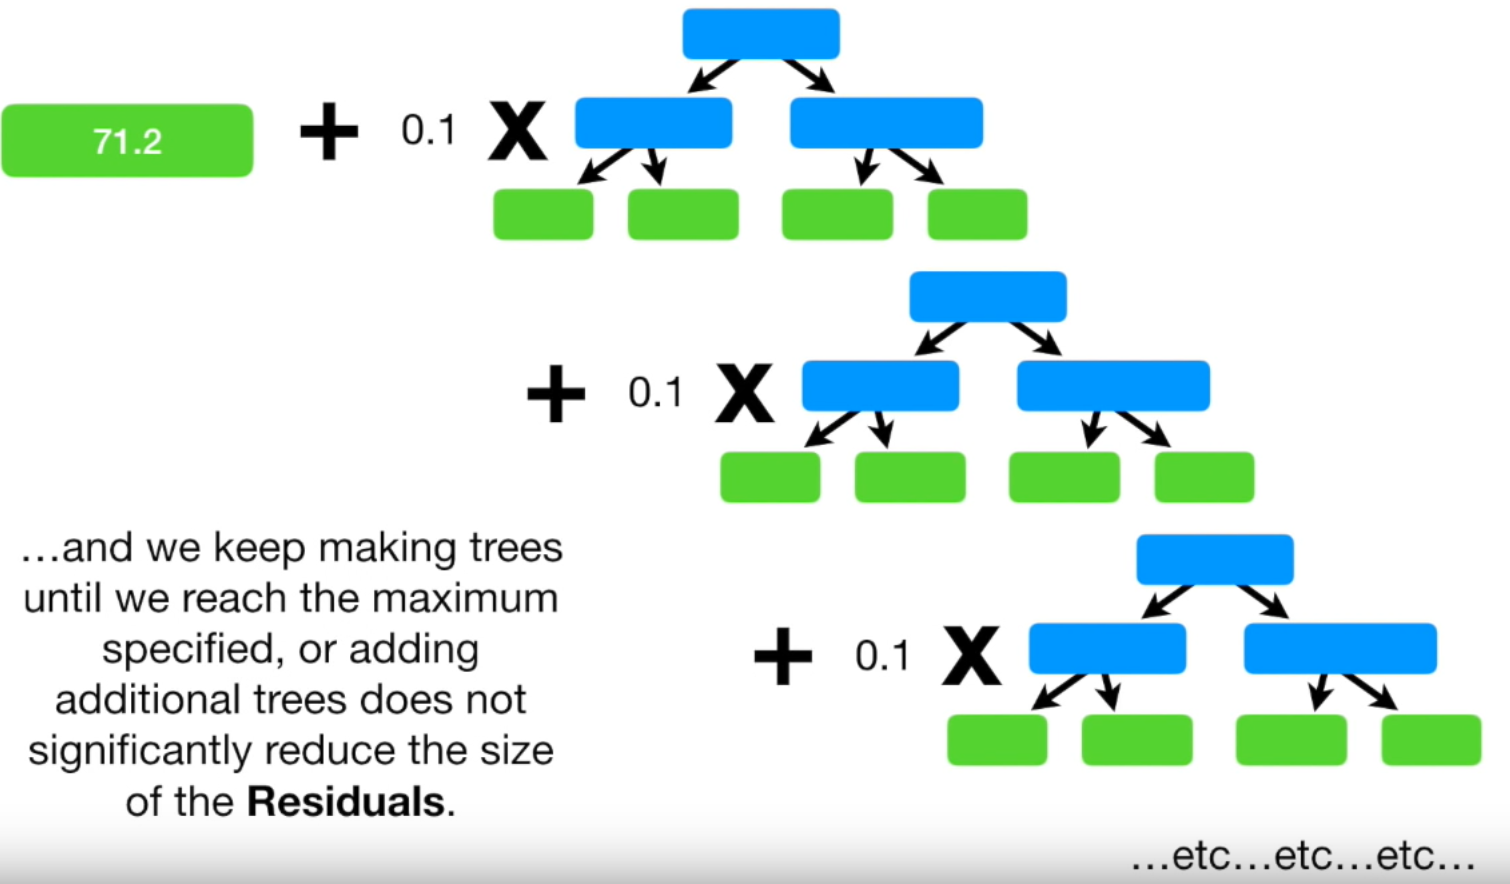 71.2
+ 0.1 X
+ 0.1 X
…and we keep making trees
until we reach the maximum
specified, or adding
additional trees does not
significantly reduce the size
of the Residuals.
+ 0.1 X
…etc…etc…etc…